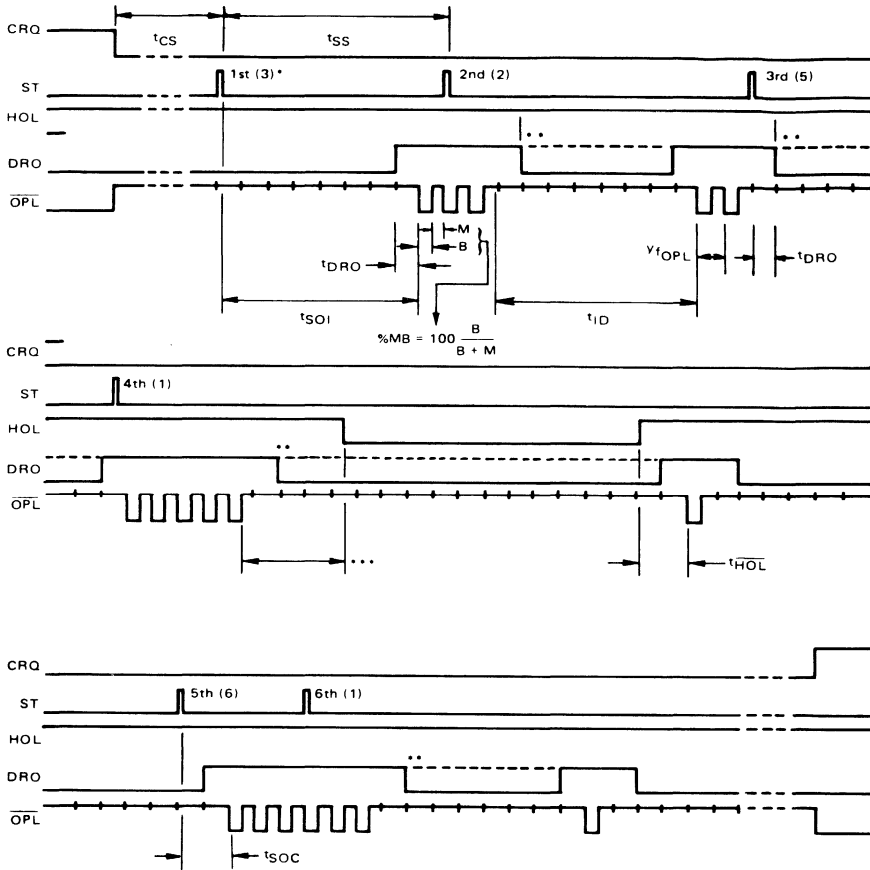 CRQ
tCS
tSS
ST
1st (3)*
2nd (2)
3rd (5)
HOL
••
••
DRO
OPL
M
B
tDRO
yfOPL
tDRO
tSOI
tID
%MB = 100 B
B + M
CRQ
ST
4th (1)
HOL
••
DRO
OPL
•••
tHOL
CRQ
ST
5th (6)
6th (1)
HOL
••
DRO
OPL
tSOC